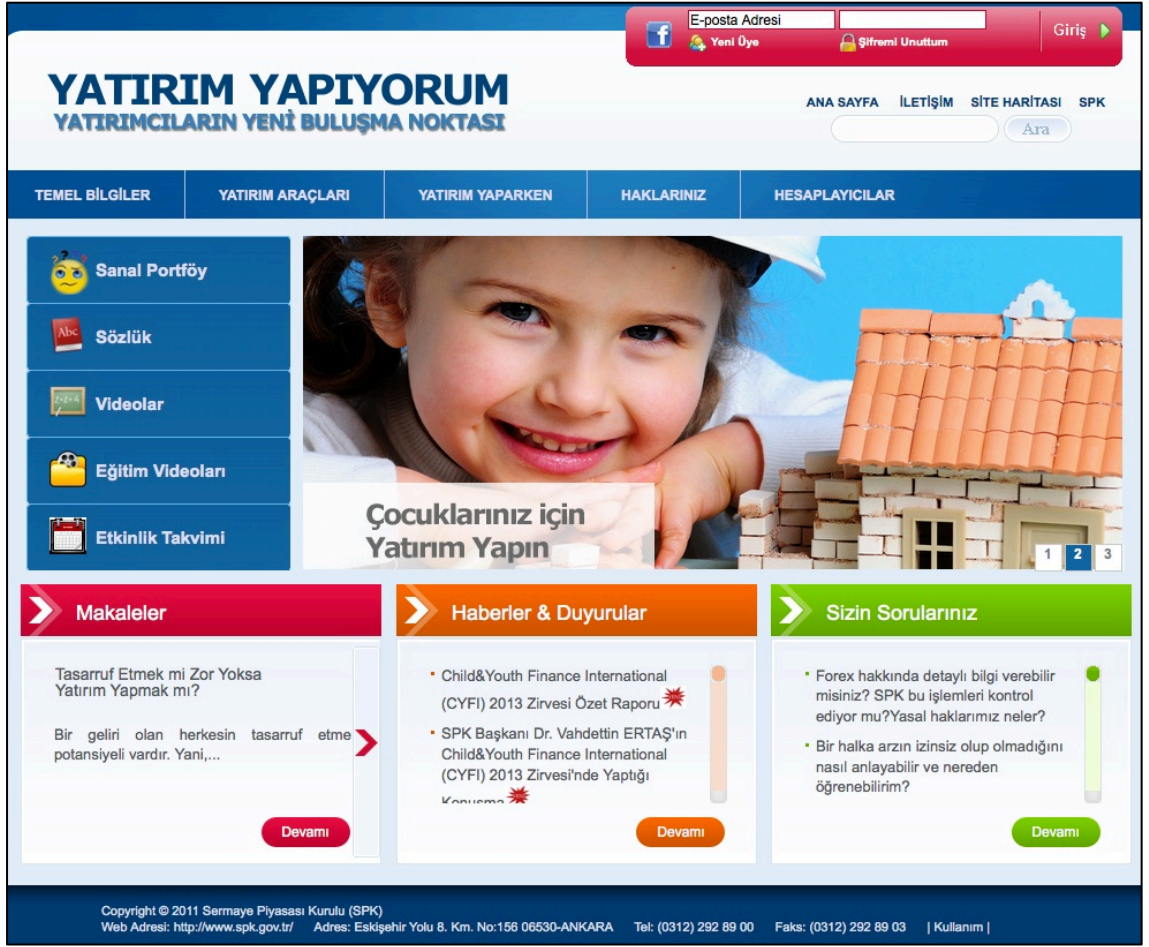 E-posta Adresi
Yeni Üye
Şifremi Unuttum
Giriş
YATIRIM YAPIYORUM
YATIRIMCILARIN YENİ BULUŞMA NOKTASI
ANA SAYFA İLETİŞİM SİTE HARİTASI SPK
Ara
TEMEL BİLGİLER YATIRIM ARAÇLARI YATIRIM YAPARKEN HAKLARINIZ HESAPLAYICILAR
Sanal Portföy
Abc
Sözlük
Videolar
Eğitim Videoları
Etkinlik Takvimi
Çocuklarınız için
Yatırım Yapın
1 2 3
Makaleler
Tasarruf Etmek mi Zor Yoksa
Yatırım Yapmak mı?
Bir geliri olan herkesin tasarruf etme
potansiyeli vardır. Yani,...
Devamı
Haberler & Duyurular
Child&Youth Finance International
(CYFI) 2013 Zirvesi Özet Raporu
SPK Başkanı Dr. Vahdettin ERTAŞ'ın
Child&Youth Finance International
(CYFI) 2013 Zirvesi'nde Yaptığı
Konuşma
Devamı
Sizin Sorularınız
Forex hakkında detaylı bilgi verebilir
misiniz? SPK bu işlemleri kontrol
ediyor mu?Yasal haklarımız neler?
Bir halka arzın izinsiz olup olmadığını
nasıl anlayabilir ve nereden
öğrenebilirim?
Devamı
Copyright © 2011 Sermaye Piyasası Kurulu (SPK)
Web Adresi: http://www.spk.gov.tr/ Adres: Eskişehir Yolu 8. Km. No:156 06530-ANKARA Tel: (0312) 292 89 00 Faks: (0312) 292 89 03 | Kullanım |